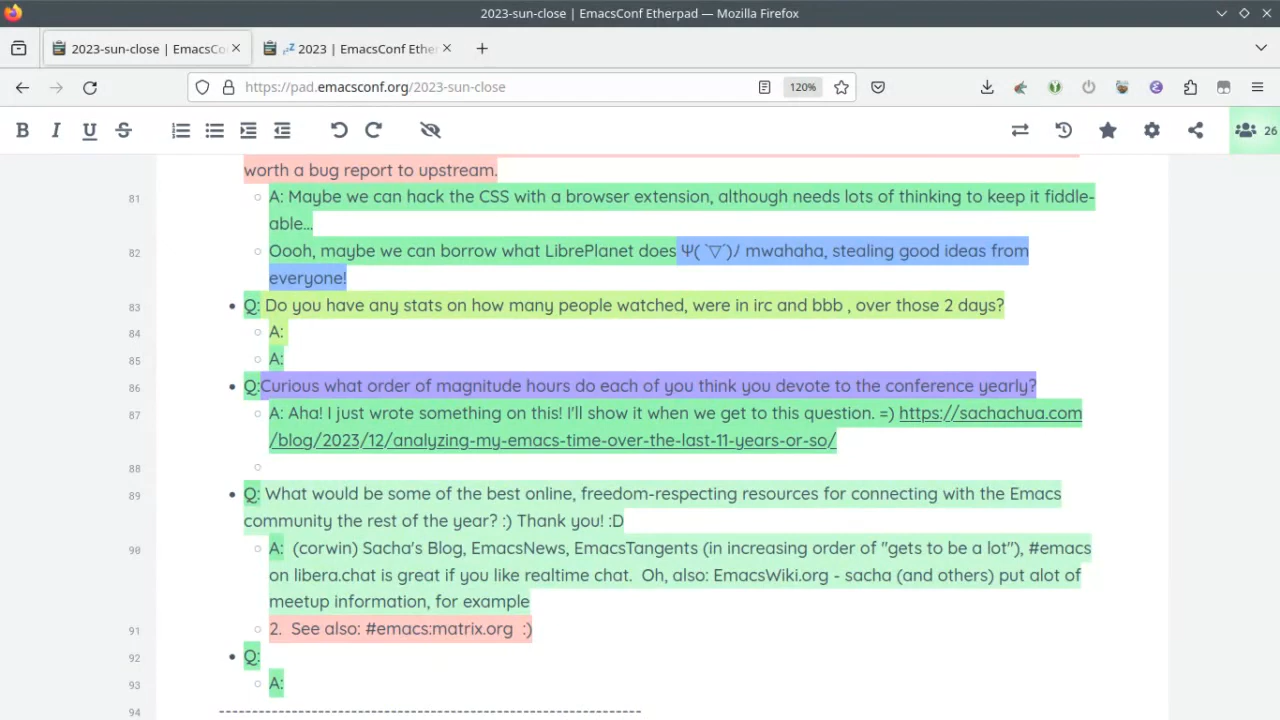 2023-sun-close | EmacsConf Etherpad — Mozilla Firefox
2023-sun-close | EmacsCo
2023 | EmacsConf Ether
https://pad.emacsconf.org/2023-sun-close
120%
B I U S
26
worth a bug report to upstream.
81 A: Maybe we can hack the CSS with a browser extension, although needs lots of thinking to keep it fiddle-
able...
82 Oooh, maybe we can borrow what LibrePlanet does Ψ( `▽´)ﾉ mwahaha, stealing good ideas from
everyone!
83 Q: Do you have any stats on how many people watched, were in irc and bbb , over those 2 days?
84 A:
85 A:
86 Q:Curious what order of magnitude hours do each of you think you devote to the conference yearly?
87 A: Aha! I just wrote something on this! I'll show it when we get to this question. =) https://sachachua.com
/blog/2023/12/analyzing-my-emacs-time-over-the-last-11-years-or-so/
88
89 Q: What would be some of the best online, freedom-respecting resources for connecting with the Emacs
community the rest of the year? :) Thank you! :D
90 A:  (corwin) Sacha's Blog, EmacsNews, EmacsTangents (in increasing order of "gets to be a lot"), #emacs
on libera.chat is great if you like realtime chat.  Oh, also: EmacsWiki.org - sacha (and others) put alot of
meetup information, for example
91 2.  See also: #emacs:matrix.org  :)
92 Q:
93 A:
94 ------------------------------------------------------------